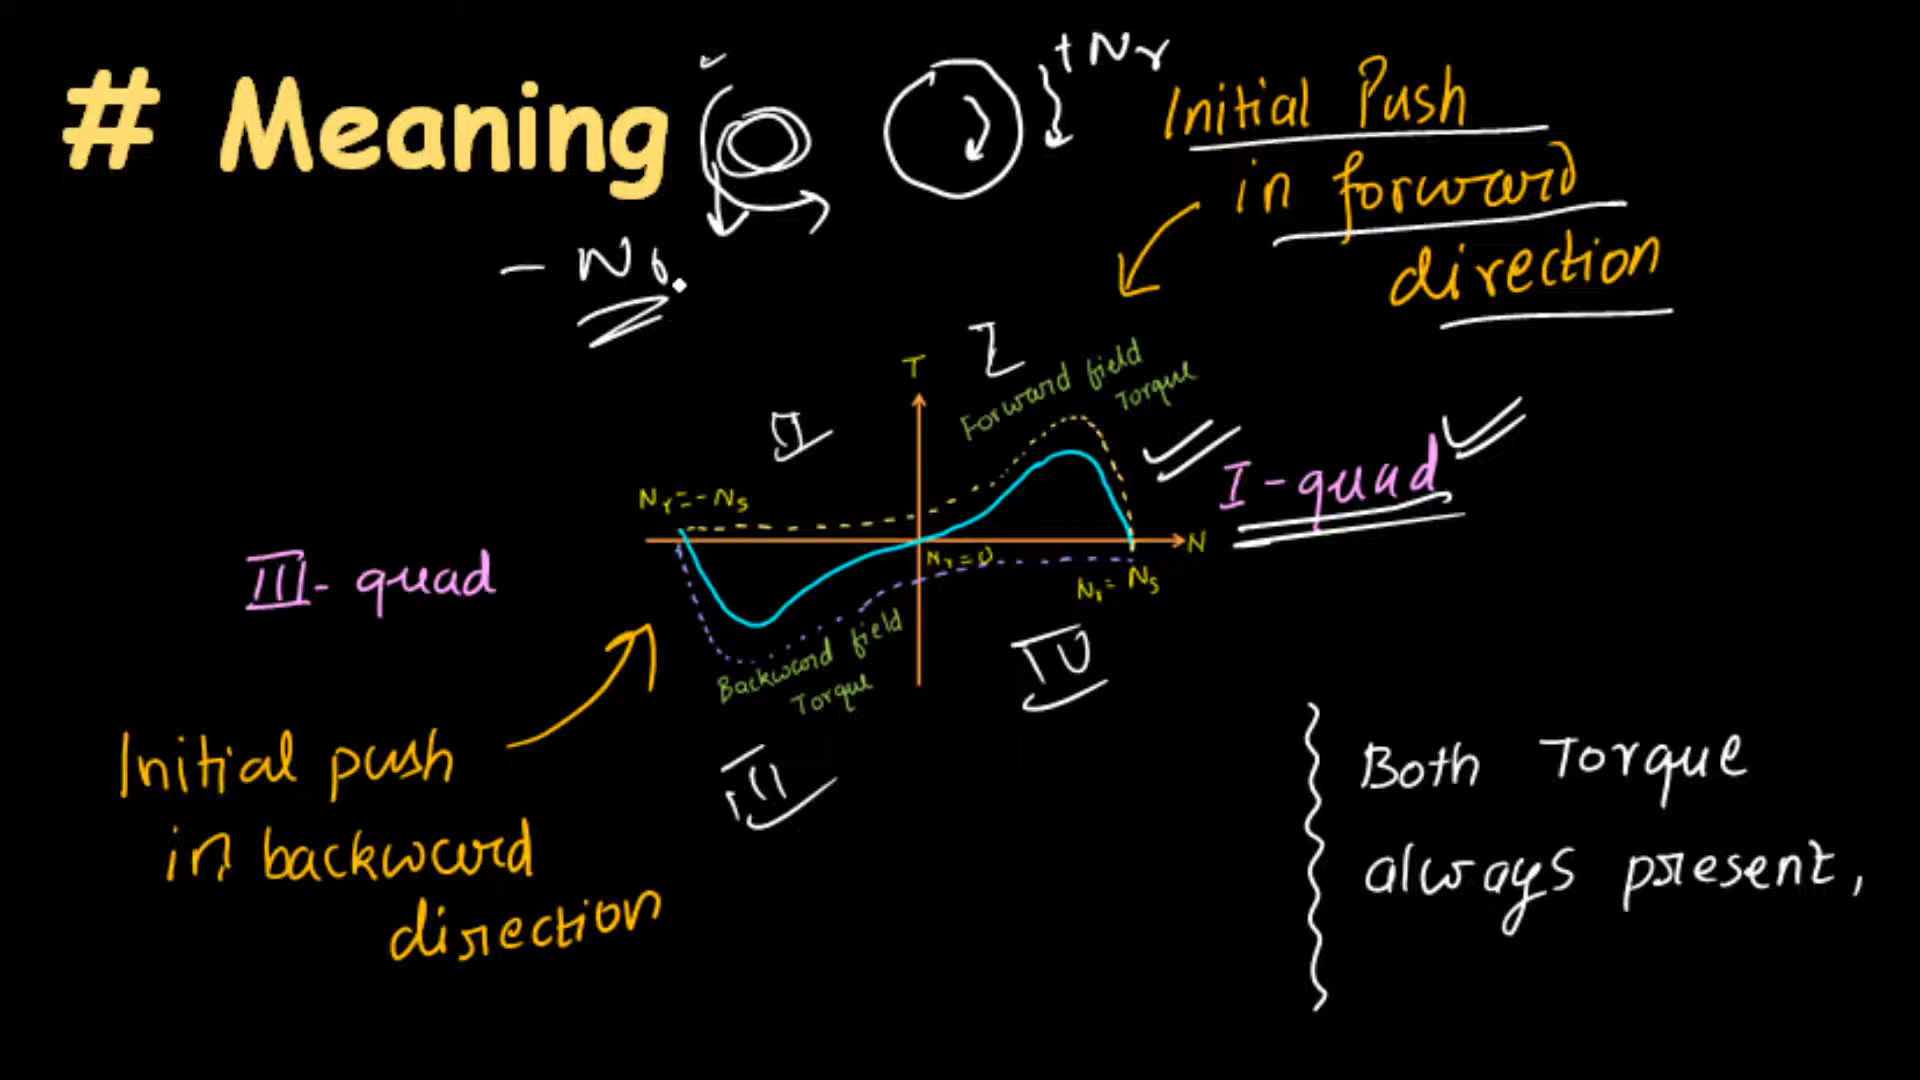 # Meaning
+Nr
Initial Push
in forward
direction
- Nr
T
I
Forward field
Torque
II
I-quad
Nr=-Ns
N
Nr=0
Nr=Ns
III-quad
Backward field
Torque
IV
III
Initial push
in backward
direction
Both Torque
always present,